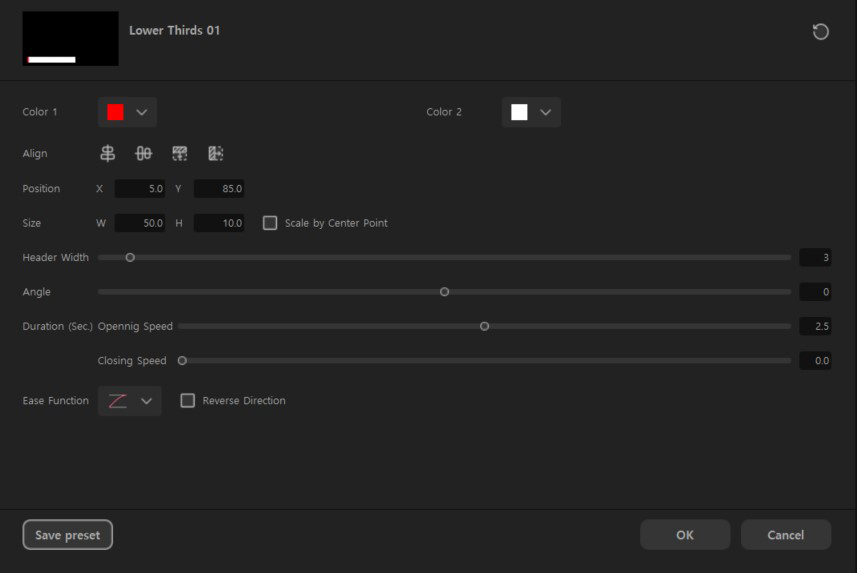 Lower Thirds 01
Color 1 Color 2
Align
Position X 5.0 Y 85.0
Size W 50.0 H 10.0 Scale by Center Point
Header Width 3
Angle 0
Duration (Sec.) Opennig Speed 2.5
Closing Speed 0.0
Ease Function Reverse Direction
Save preset OK Cancel